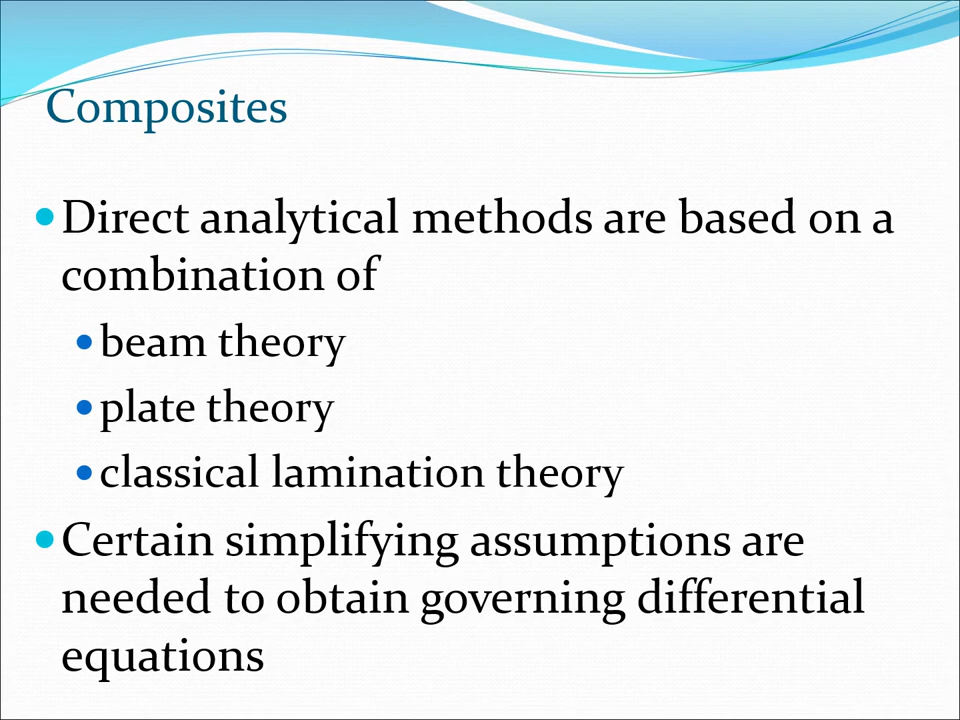 Composites
Direct analytical methods are based on a
combination of
beam theory
plate theory
classical lamination theory
Certain simplifying assumptions are
needed to obtain governing differential
equations